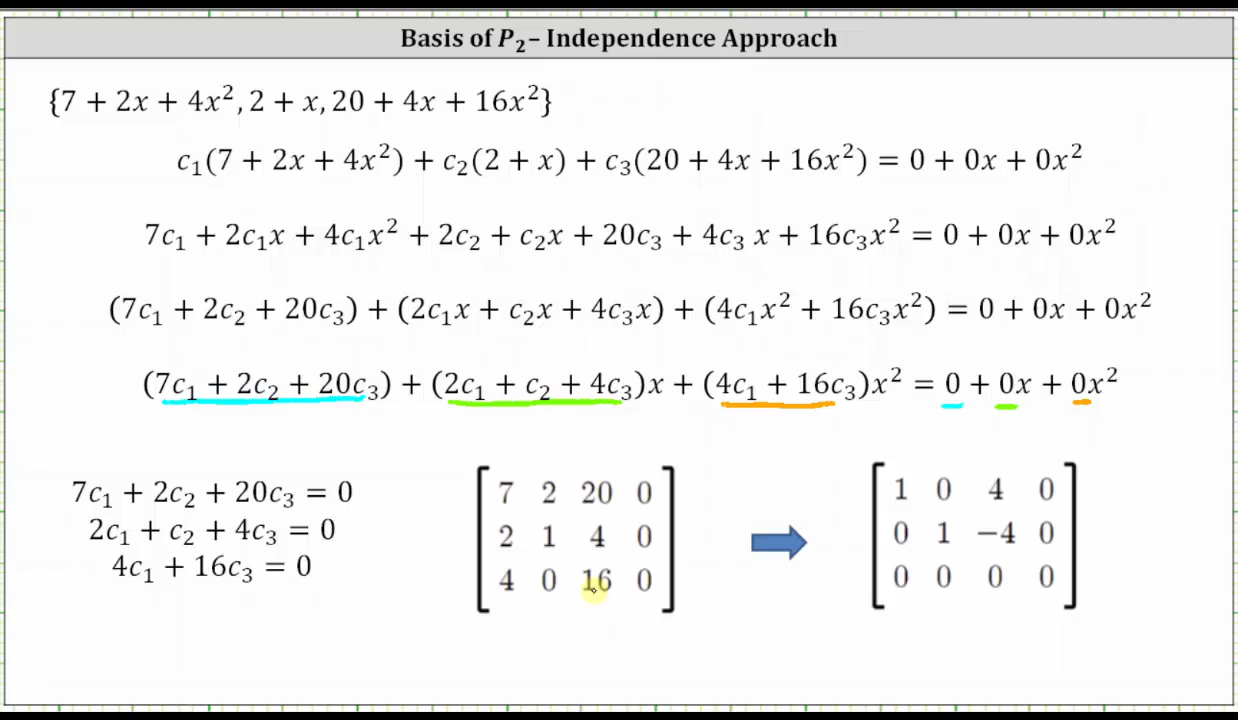 Basis of P₂– Independence Approach
{7 + 2x + 4x², 2 + x, 20 + 4x + 16x²}
c₁(7 + 2x + 4x²) + c₂(2 + x) + c₃(20 + 4x + 16x²) = 0 + 0x + 0x²
7c₁ + 2c₁x + 4c₁x² + 2c₂ + c₂x + 20c₃ + 4c₃ x + 16c₃x² = 0 + 0x + 0x²
(7c₁ + 2c₂ + 20c₃) + (2c₁x + c₂x + 4c₃x) + (4c₁x² + 16c₃x²) = 0 + 0x + 0x²
(7c₁ + 2c₂ + 20c₃) + (2c₁ + c₂ + 4c₃)x + (4c₁ + 16c₃)x² = 0 + 0x + 0x²
7c₁ + 2c₂ + 20c₃ = 0
2c₁ + c₂ + 4c₃ = 0
4c₁ + 16c₃ = 0
7 2 20 0
2 1 4 0
4 0 16 0
1 0 4 0
0 1 −4 0
0 0 0 0